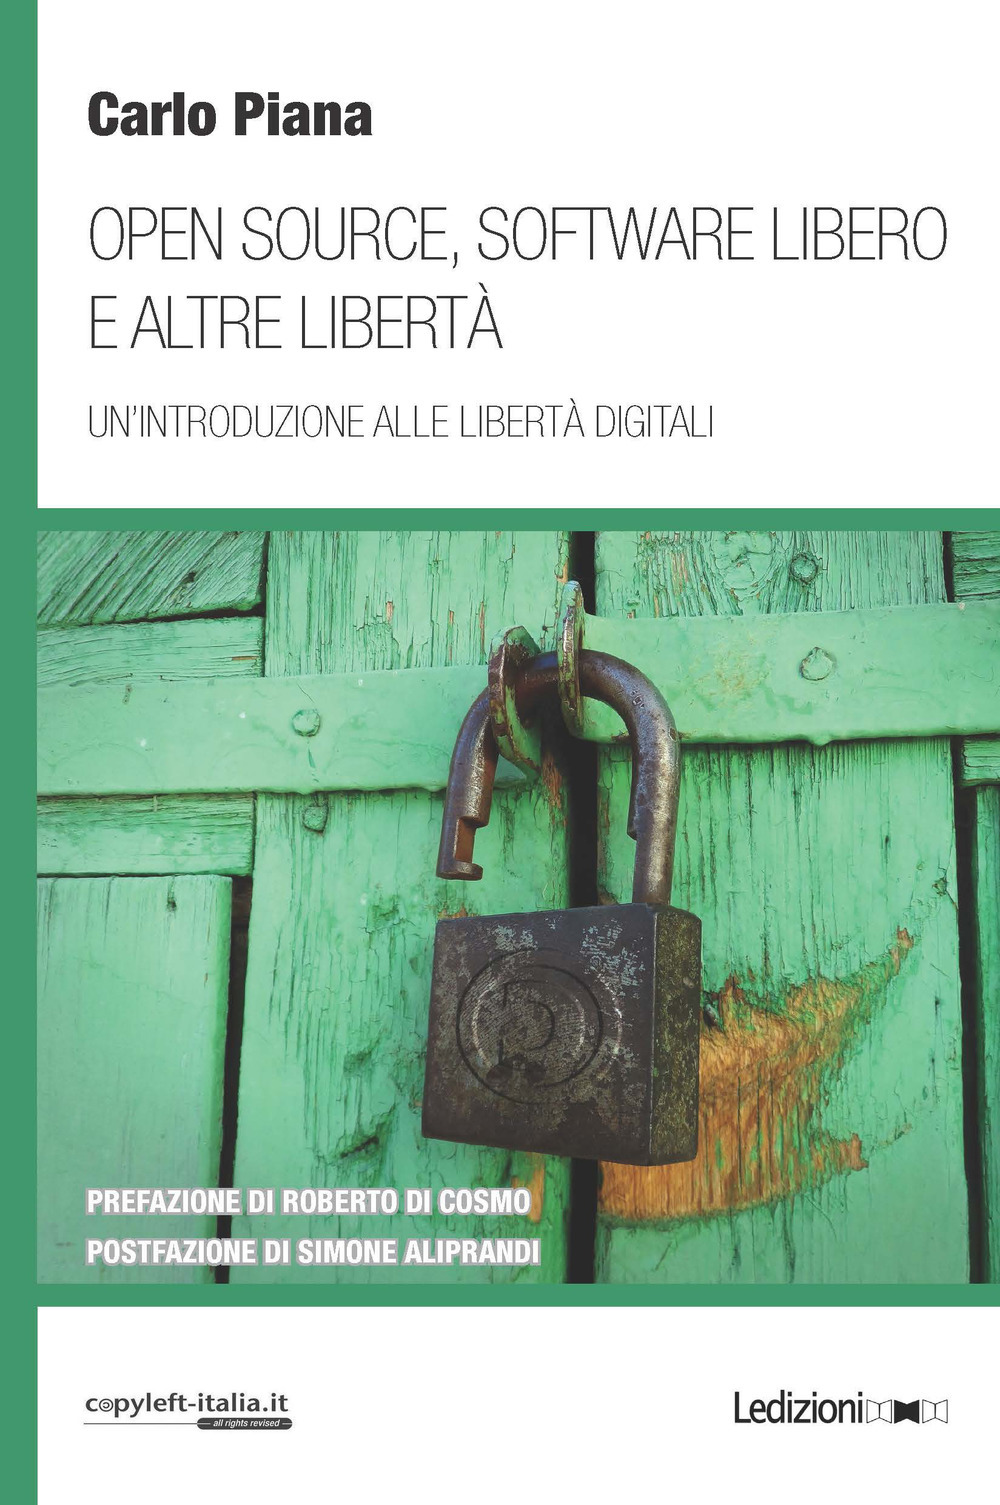 Carlo Piana
OPEN SOURCE, SOFTWARE LIBERO
E ALTRE LIBERTÀ
UN'INTRODUZIONE ALLE LIBERTÀ DIGITALI
PREFAZIONE DI ROBERTO DI COSMO
POSTFAZIONE DI SIMONE ALIPRANDI
copyleft-italia.it
all rights revised
Ledizioni